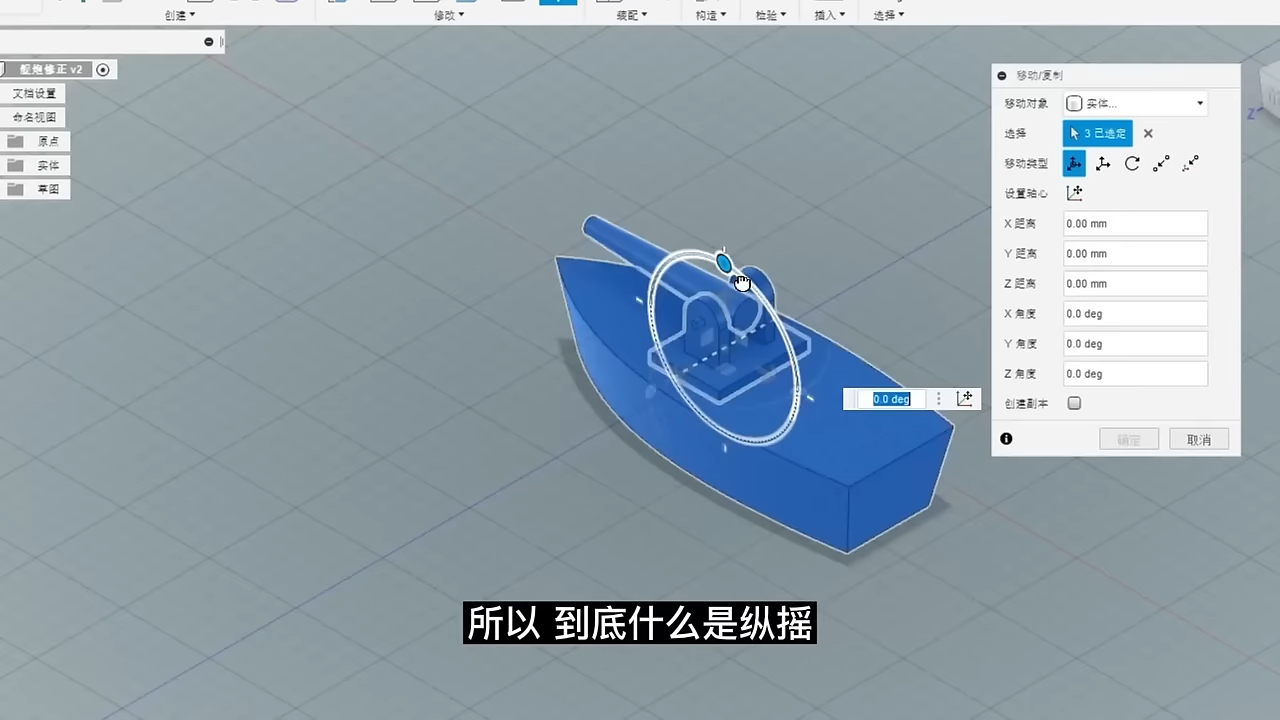 创建▾
修改▾
装配▾
构造▾
检验▾
插入▾
选择▾
舰炮修正 v2
文档设置
命名视图
原点
实体
草图
移动/复制
移动对象 实体...
选择 3 已选定
移动类型
设置轴心
X 距离 0.00 mm
Y 距离 0.00 mm
Z 距离 0.00 mm
X 角度 0.0 deg
Y 角度 0.0 deg
Z 角度 0.0 deg
创建副本
确定 取消
0.0 deg
Z
所以 到底什么是纵摇